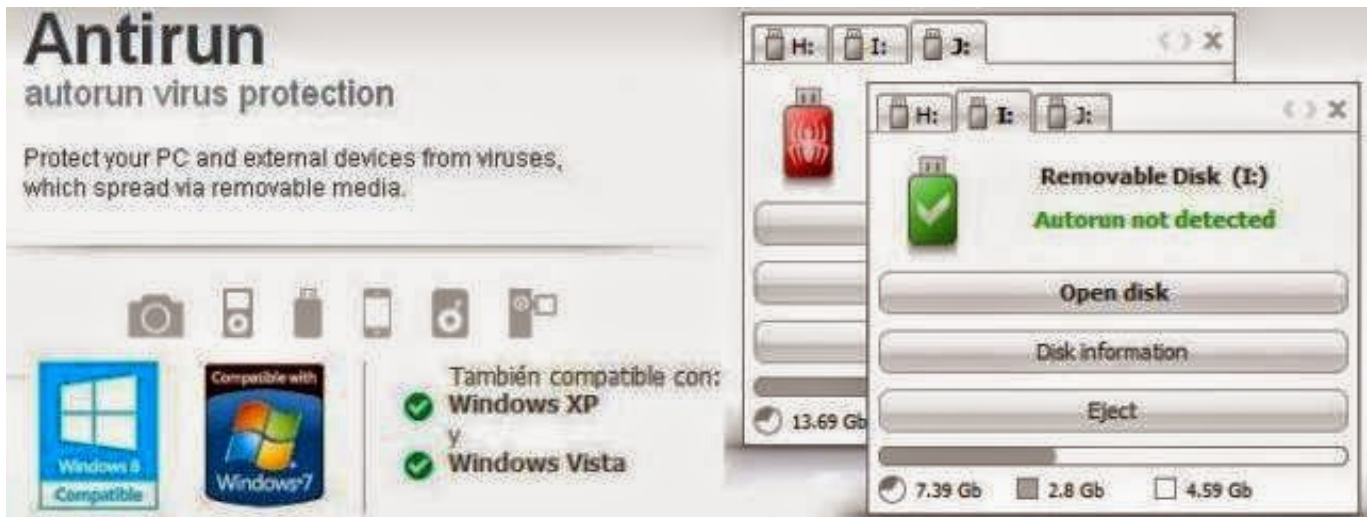 Antirun
autorun virus protection
Protect your PC and external devices from viruses,
which spread via removable media.
Windows 8
Compatible
Compatible with
Windows 7
También compatible con:
Windows XP
y
Windows Vista
H: I: J:
13.69 Gb
H: I: J:
Removable Disk (I:)
Autorun not detected
Open disk
Disk information
Eject
7.39 Gb 2.8 Gb 4.59 Gb